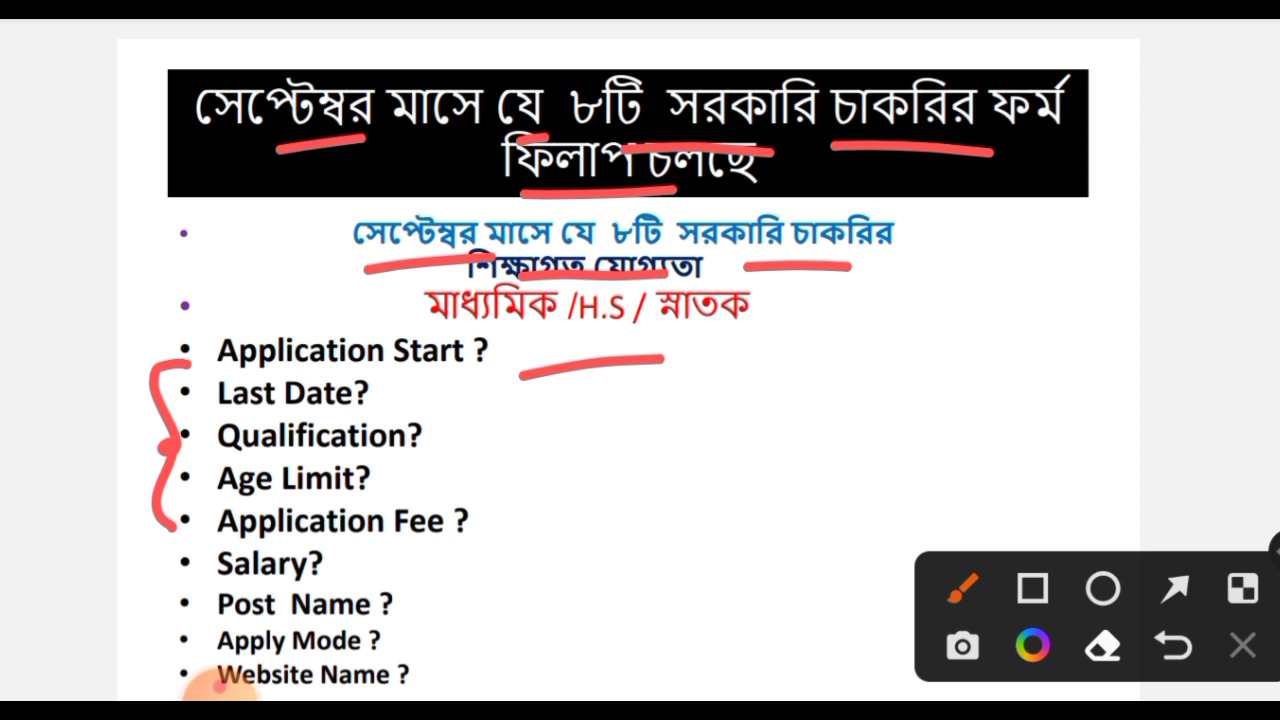 সেপ্টেম্বর মাসে যে ৮টি সরকারি চাকরির ফর্ম
ফিলাপ চলছে
• সেপ্টেম্বর মাসে যে ৮টি সরকারি চাকরির
শিক্ষাগত যোগ্যতা
• মাধ্যমিক /H.S / স্নাতক
• Application Start ?
• Last Date?
• Qualification?
• Age Limit?
• Application Fee ?
• Salary?
• Post Name ?
• Apply Mode ?
• Website Name ?